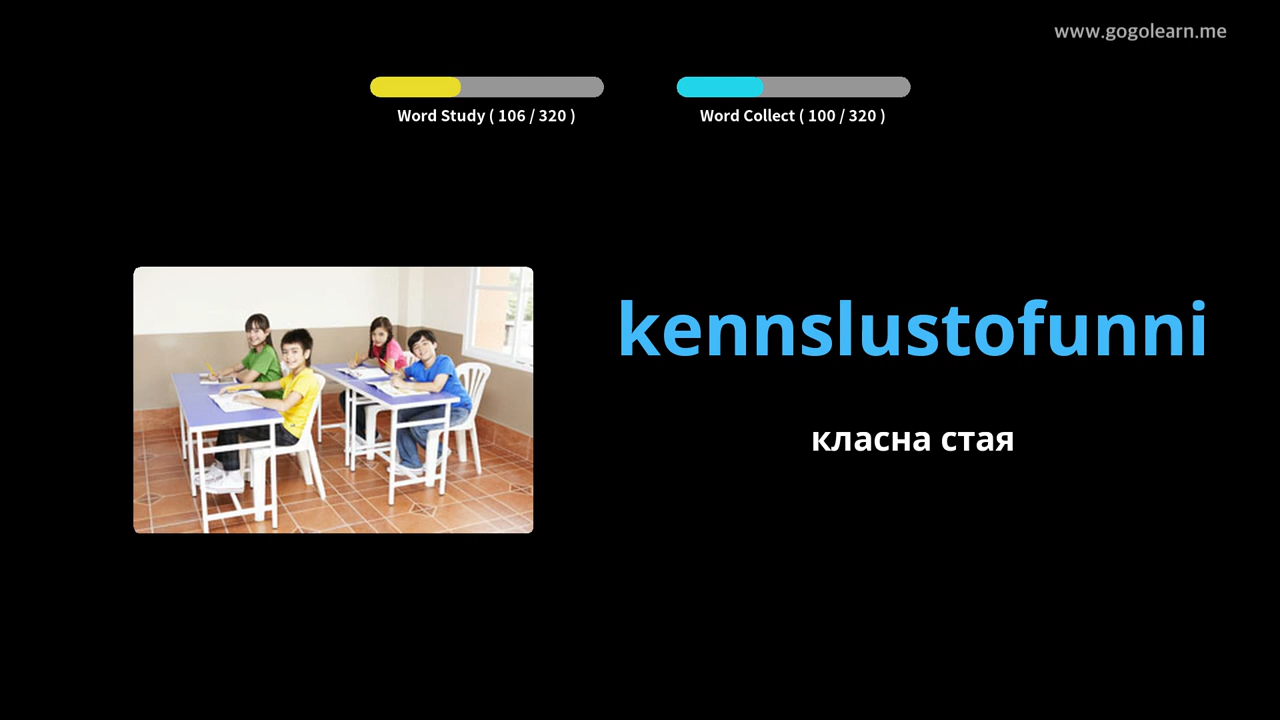 www.gogolearn.me
Word Study ( 106 / 320 )
Word Collect ( 100 / 320 )
kennslustofunni
класна стая